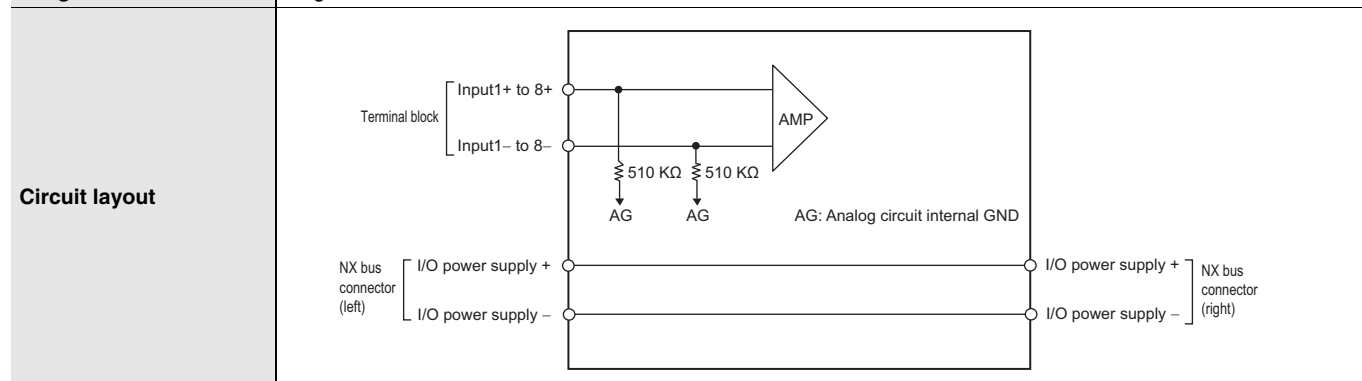 Circuit layout
Terminal block
Input1+ to 8+
Input1– to 8–
AMP
510 KΩ
510 KΩ
AG
AG
AG: Analog circuit internal GND
NX bus
connector
(left)
I/O power supply +
I/O power supply –
I/O power supply +
I/O power supply –
NX bus
connector
(right)